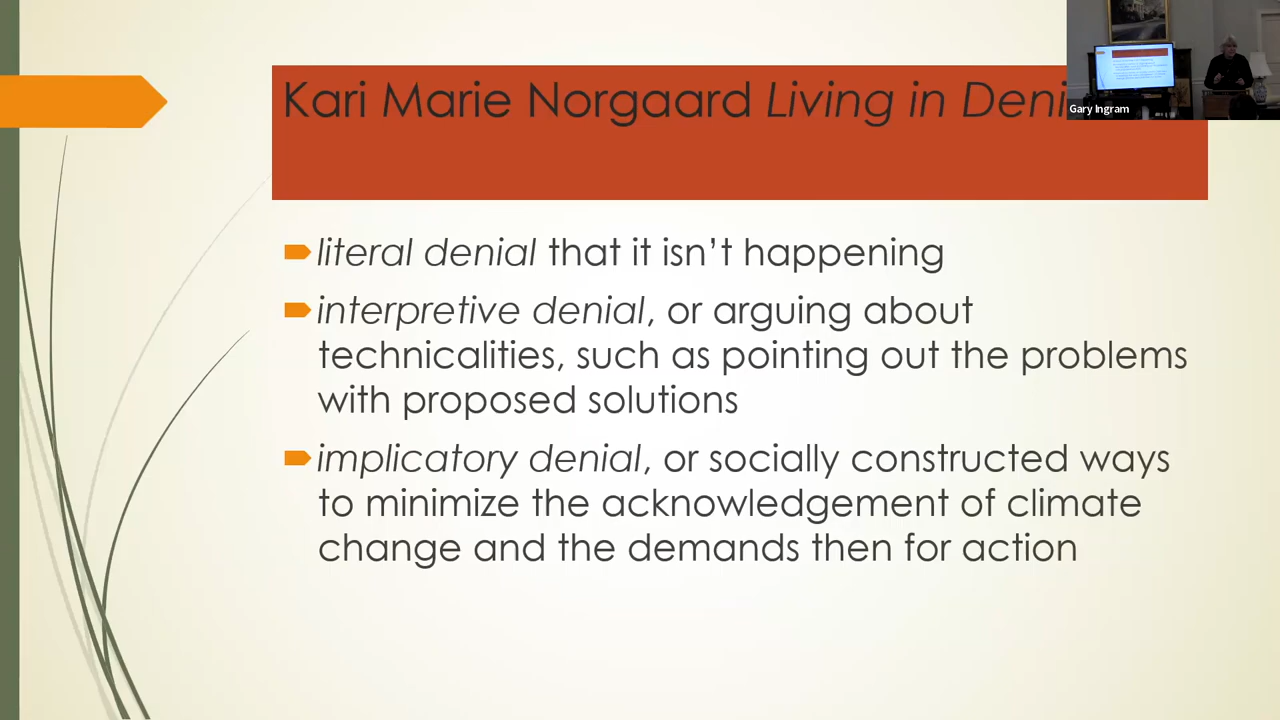 Kari Marie Norgaard Living in Deni
Gary Ingram
literal denial that it isn’t happening
interpretive denial, or arguing about
technicalities, such as pointing out the problems
with proposed solutions
implicatory denial, or socially constructed ways
to minimize the acknowledgement of climate
change and the demands then for action